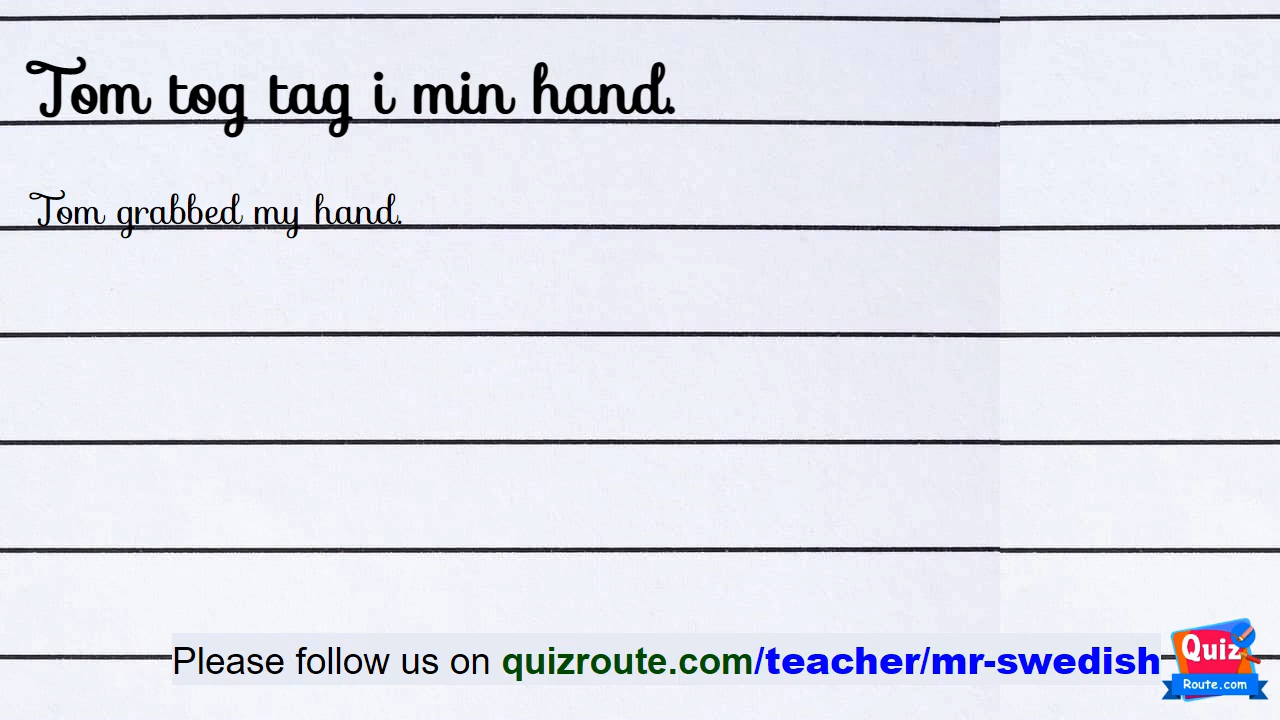 Tom tog tag i min hand.
Tom grabbed my hand.
Please follow us on quizroute.com/teacher/mr-swedish
Quiz
Route.com